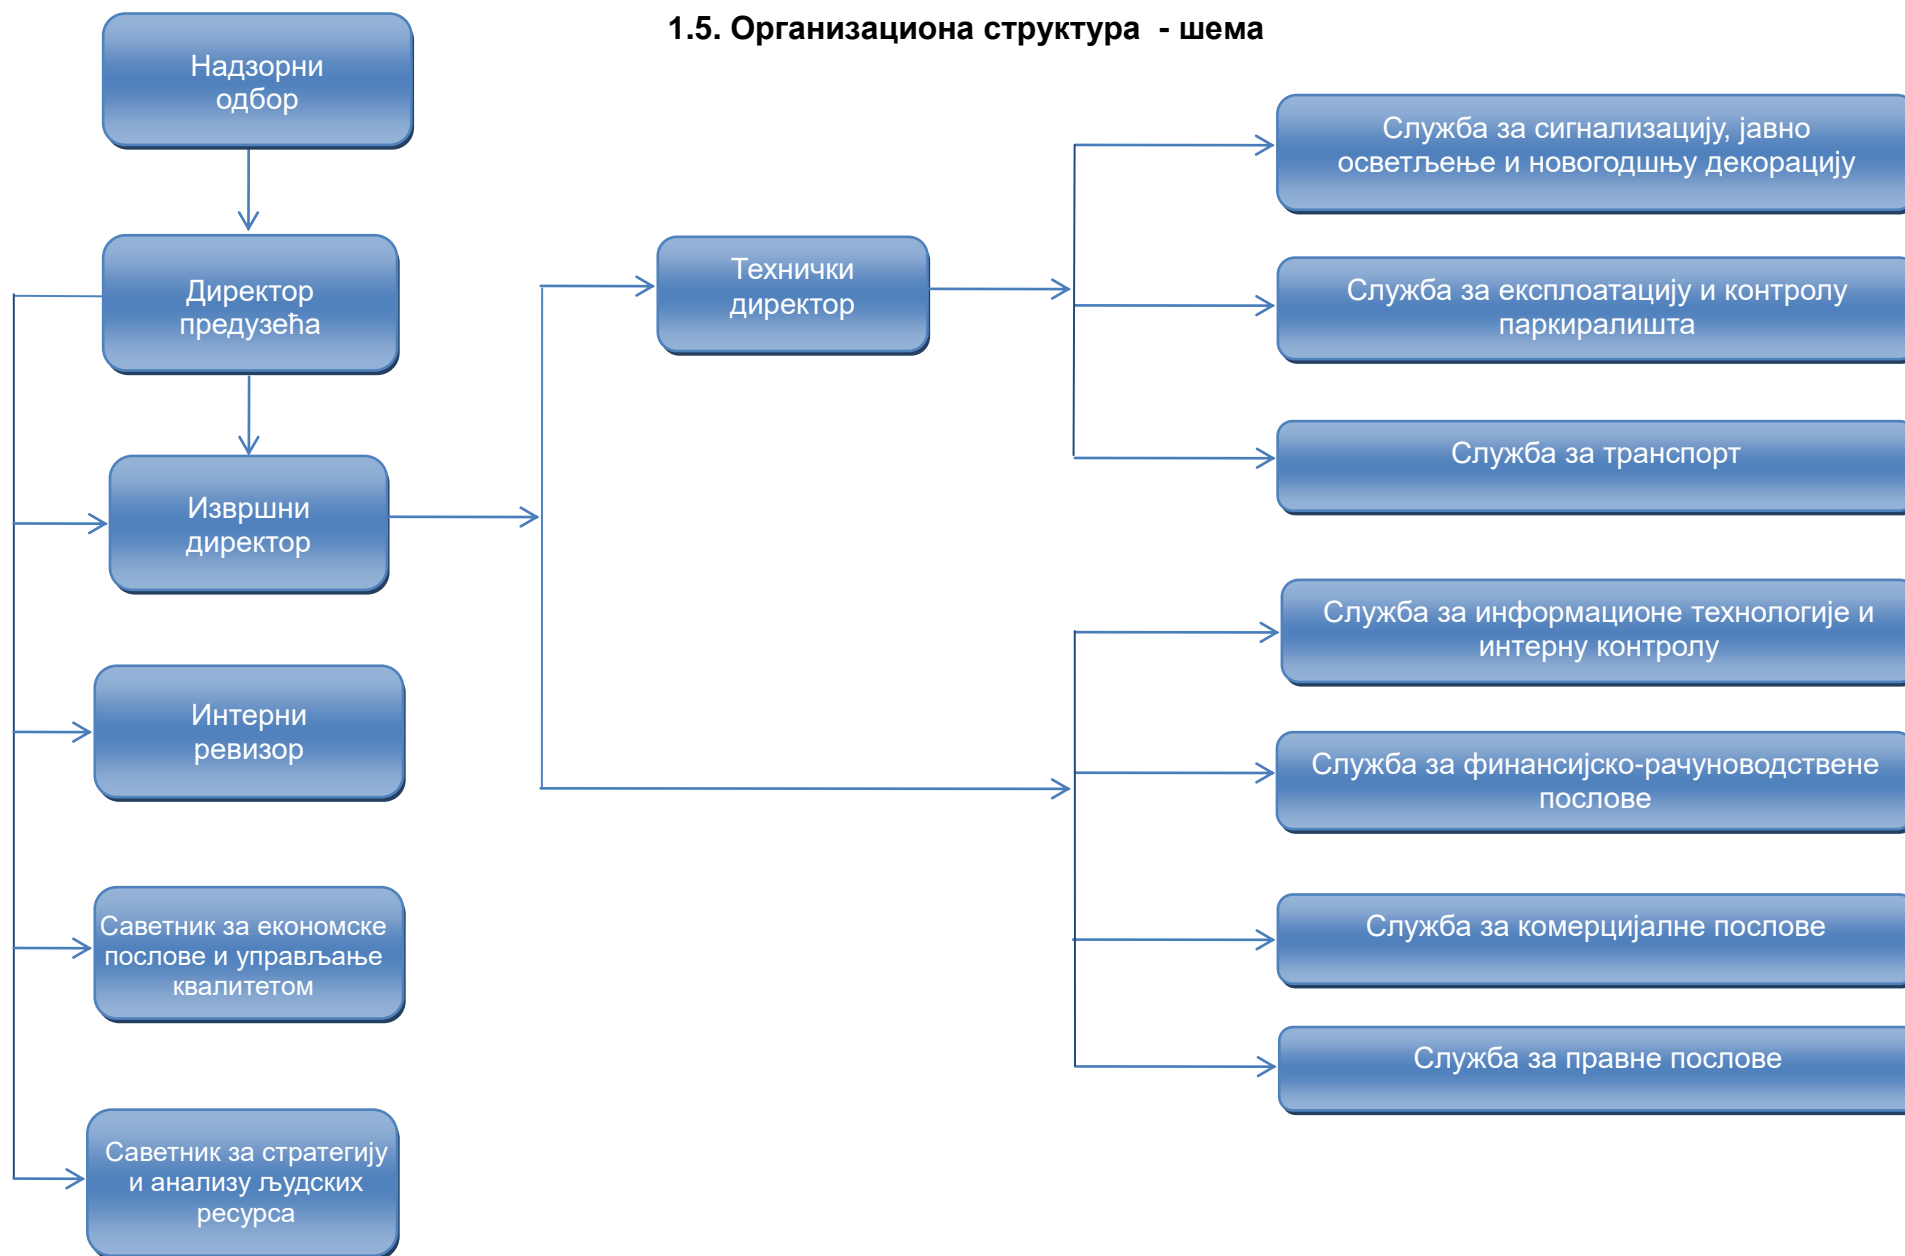 1.5. Организациона структура - шема
Надзорни
одбор
Директор
предузећа
Извршни
директор
Интерни
ревизор
Саветник за економске
послове и управљање
квалитетом
Саветник за стратегију
и анализу људских
ресурса
Технички
директор
Служба за сигнализацију, јавно
осветљење и новогодшњу декорацију
Служба за експлоатацију и контролу
паркиралишта
Служба за транспорт
Служба за информационе технологије и
интерну контролу
Служба за финансијско-рачуноводствене
послове
Служба за комерцијалне послове
Служба за правне послове